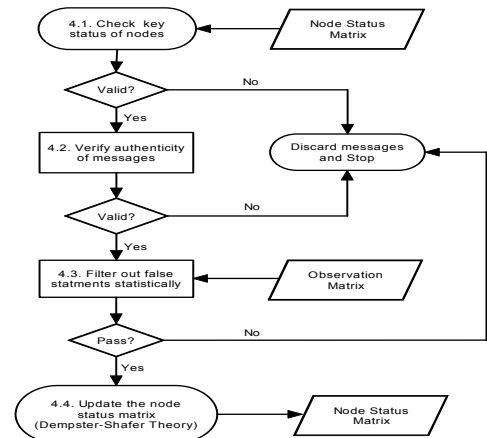 4.1. Check key
status of nodes
Node Status
Matrix
Valid?
No
Yes
4.2. Verify authenticity
of messages
Discard messages
and Stop
Valid?
No
Yes
4.3. Filter out false
statments statistically
Observation
Matrix
Pass?
No
Yes
4.4. Update the node
status matrix
(Dempster-Shafer Theory)
Node Status
Matrix